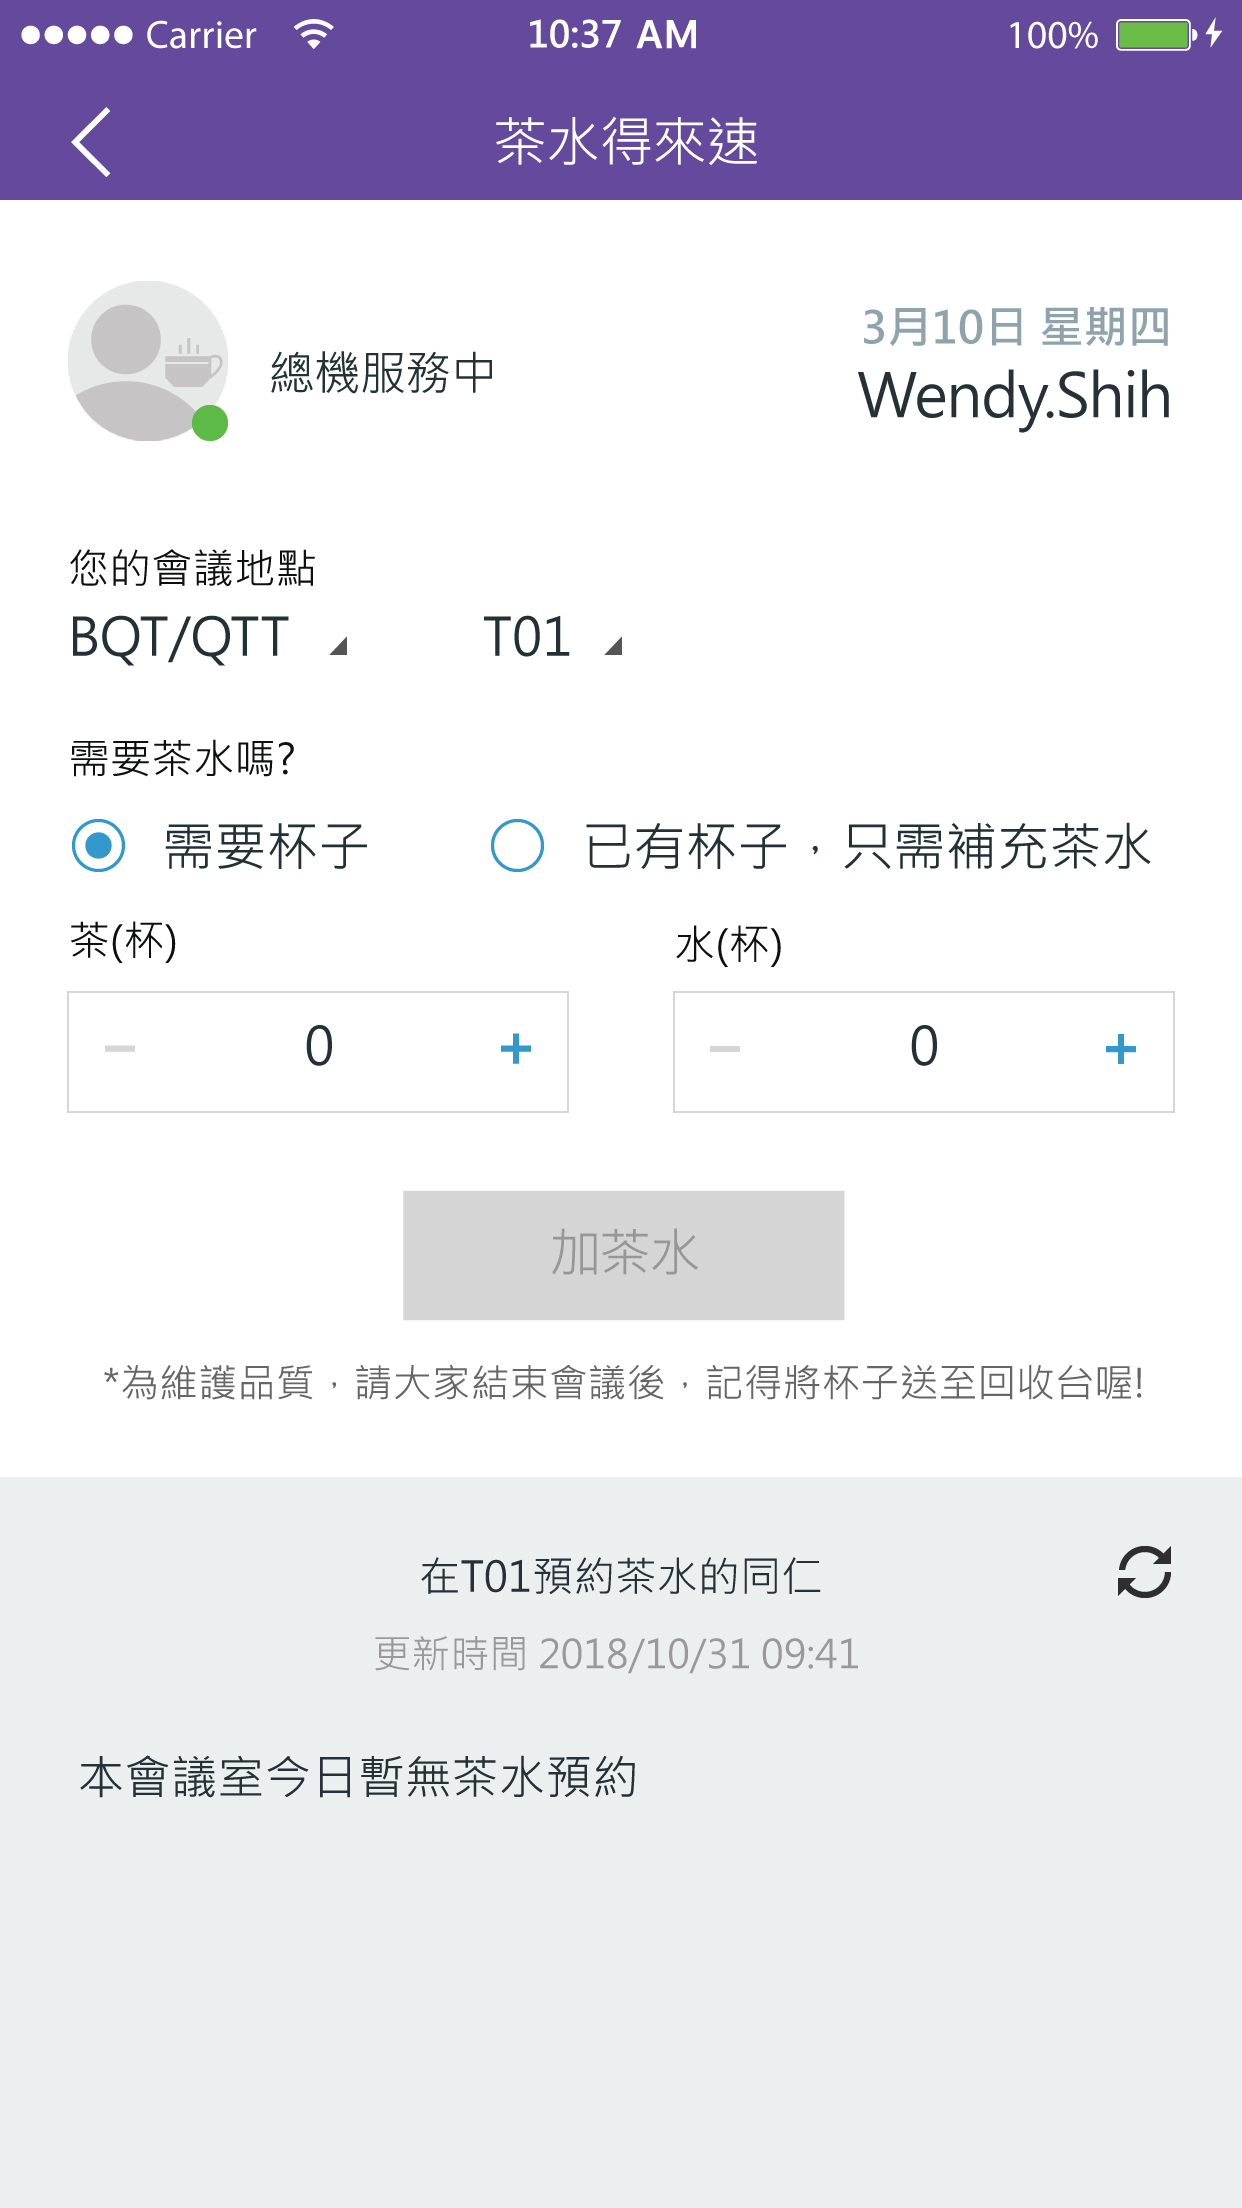 Carrier 10:37 AM 100%
茶水得來速
3月10日 星期四
總機服務中
Wendy.Shih
您的會議地點
BQT/QTT T01
需要茶水嗎?
需要杯子 已有杯子，只需補充茶水
茶(杯) 水(杯)
0 0
加茶水
*為維護品質，請大家結束會議後，記得將杯子送至回收台喔!
在T01預約茶水的同仁
更新時間 2018/10/31 09:41
本會議室今日暫無茶水預約